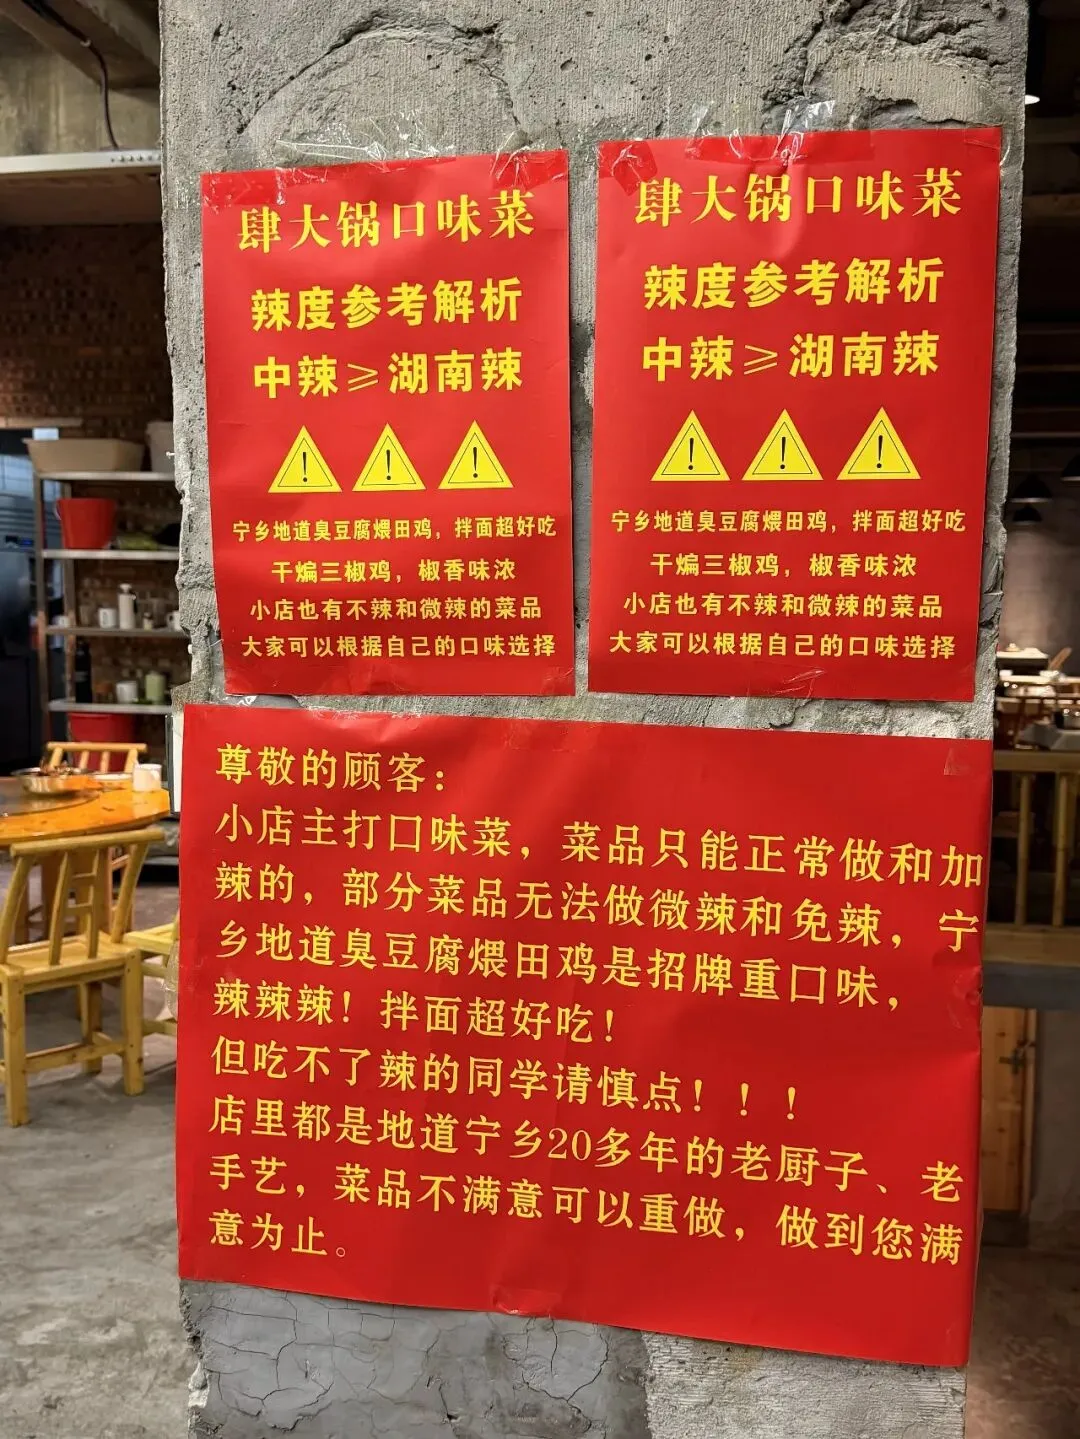 肆大锅口味菜
辣度参考解析
中辣≥湖南辣
宁乡地道臭豆腐煨田鸡，拌面超好吃
干煸三椒鸡，椒香味浓
小店也有不辣和微辣的菜品
大家可以根据自己的口味选择
肆大锅口味菜
辣度参考解析
中辣≥湖南辣
宁乡地道臭豆腐煨田鸡，拌面超好吃
干煸三椒鸡，椒香味浓
小店也有不辣和微辣的菜品
大家可以根据自己的口味选择
尊敬的顾客：
小店主打口味菜，菜品只能正常做和加
辣的，部分菜品无法做微辣和免辣，宁
乡地道臭豆腐煨田鸡是招牌重口味，
辣辣辣！拌面超好吃！
但吃不了辣的同学请慎点！！！
店里都是地道宁乡20多年的老厨子、老
手艺，菜品不满意可以重做，做到您满
意为止。